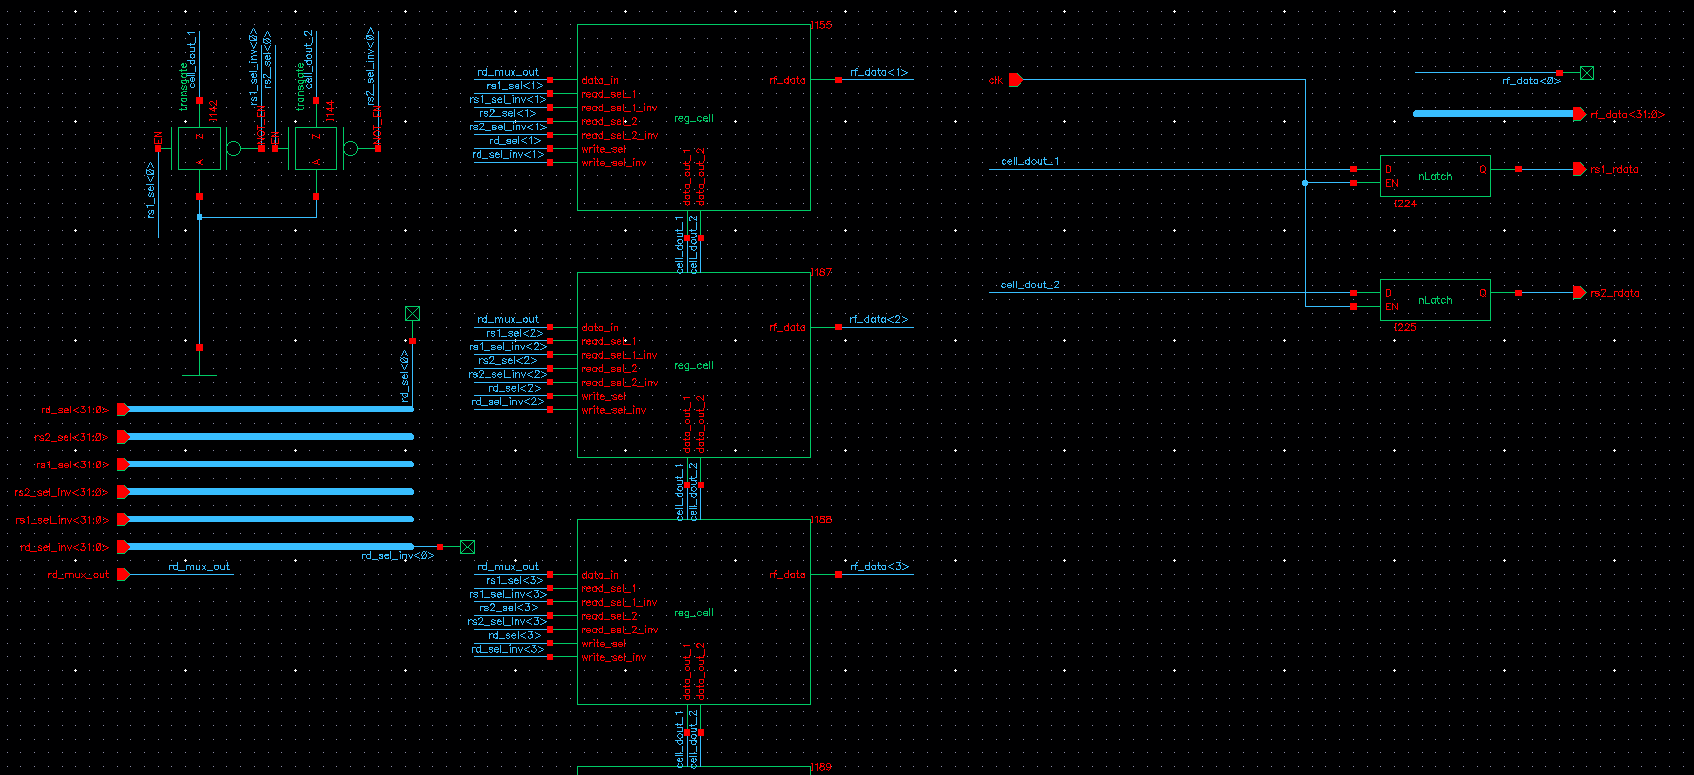 cell_dout_1
transgate
I142
EN
NOT_EN
Z
A
rs1_sel<0>
rs1_sel_inv<0>
rs2_sel<0>
cell_dout_2
transgate
I144
EN
NOT_EN
Z
A
rs2_sel_inv<0>
rd_sel<0>
rd_sel<31:0>
rs2_sel<31:0>
rs1_sel<31:0>
rs2_sel_inv<31:0>
rs1_sel_inv<31:0>
rd_sel_inv<31:0>
rd_sel_inv<0>
rd_mux_out
rd_mux_out
I155
rd_mux_out
data_in
rs1_sel<1>
read_sel_1
rs1_sel_inv<1>
read_sel_1_inv
rs2_sel<1>
read_sel_2
rs2_sel_inv<1>
read_sel_2_inv
rd_sel<1>
write_sel
rd_sel_inv<1>
write_sel_inv
reg_cell
rf_data
rf_data<1>
data_out_1
data_out_2
cell_dout_1
cell_dout_2
I187
rd_mux_out
data_in
rs1_sel<2>
read_sel_1
rs1_sel_inv<2>
read_sel_1_inv
rs2_sel<2>
read_sel_2
rs2_sel_inv<2>
read_sel_2_inv
rd_sel<2>
write_sel
rd_sel_inv<2>
write_sel_inv
reg_cell
rf_data
rf_data<2>
data_out_1
data_out_2
cell_dout_1
cell_dout_2
I188
rd_mux_out
data_in
rs1_sel<3>
read_sel_1
rs1_sel_inv<3>
read_sel_1_inv
rs2_sel<3>
read_sel_2
rs2_sel_inv<3>
read_sel_2_inv
rd_sel<3>
write_sel
rd_sel_inv<3>
write_sel_inv
reg_cell
rf_data
rf_data<3>
data_out_1
data_out_2
cell_dout_1
cell_dout_2
I189
clk
rf_data<0>
rf_data<31:0>
cell_dout_1
D
EN
nLatch
Q
I224
rs1_rdata
cell_dout_2
D
EN
nLatch
Q
I225
rs2_rdata